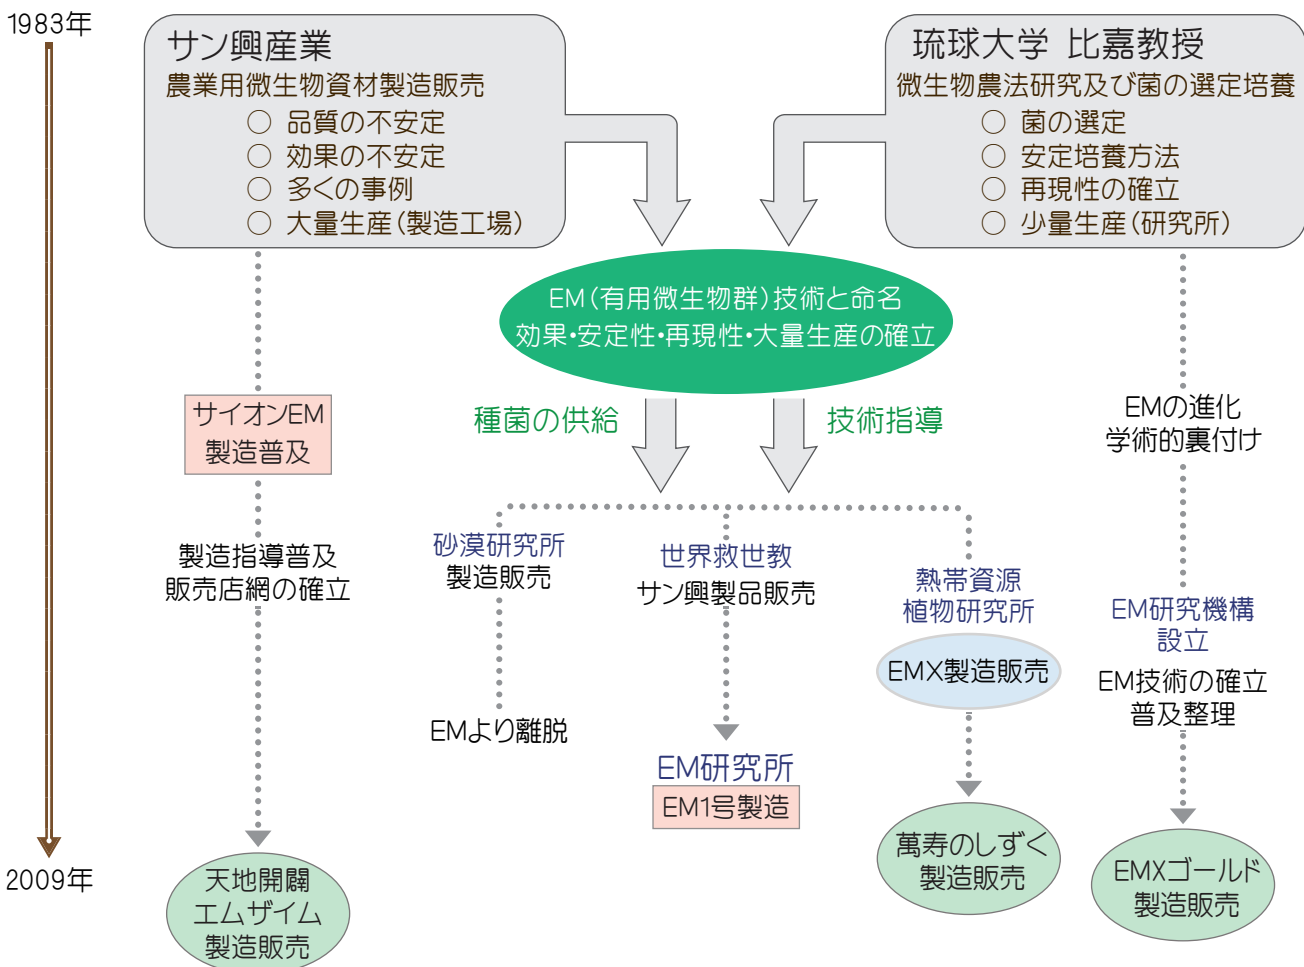 1983年
サン興産業
農業用微生物資材製造販売
○ 品質の不安定
○ 効果の不安定
○ 多くの事例
○ 大量生産(製造工場)
琉球大学 比嘉教授
微生物農法研究及び菌の選定培養
○ 菌の選定
○ 安定培養方法
○ 再現性の確立
○ 少量生産(研究所)
EM(有用微生物群)技術と命名
効果・安定性・再現性・大量生産の確立
種菌の供給
技術指導
サイオンEM
製造普及
製造指導普及
販売店網の確立
砂漠研究所
製造販売
EMより離脱
世界救世教
サン興製品販売
EM研究所
EM1号製造
熱帯資源
植物研究所
EMX製造販売
萬寿のしずく
製造販売
EMの進化
学術的裏付け
EM研究機構
設立
EM技術の確立
普及整理
EMXゴールド
製造販売
2009年
天地開闢
エムザイム
製造販売